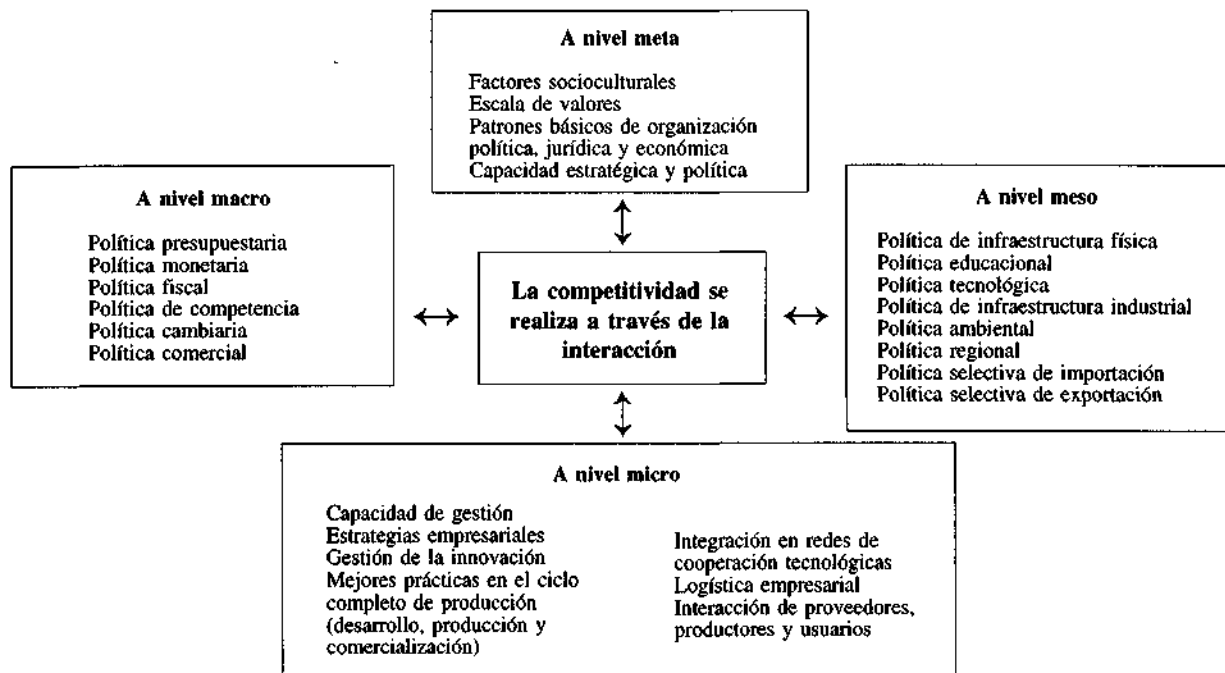 A nivel meta
Factores socioculturales
Escala de valores
Patrones básicos de organización
política, jurídica y económica
Capacidad estratégica y política
A nivel macro
Política presupuestaria
Política monetaria
Política fiscal
Política de competencia
Política cambiaria
Política comercial
La competitividad se
realiza a través de la
interacción
A nivel meso
Política de infraestructura física
Política educacional
Política tecnológica
Política de infraestructura industrial
Política ambiental
Política regional
Política selectiva de importación
Política selectiva de exportación
A nivel micro
Capacidad de gestión
Estrategias empresariales
Gestión de la innovación
Mejores prácticas en el ciclo
completo de producción
(desarrollo, producción y
comercialización)
Integración en redes de
cooperación tecnológicas
Logística empresarial
Interacción de proveedores,
productores y usuarios